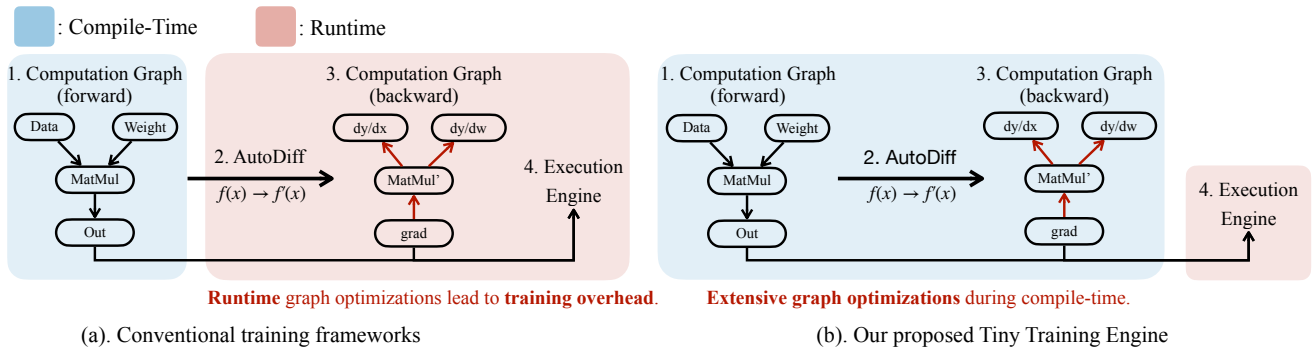 : Compile-Time
: Runtime
1. Computation Graph
(forward)
Data
Weight
MatMul
Out
2. AutoDiff
f(x) → f'(x)
3. Computation Graph
(backward)
dy/dx
dy/dw
MatMul'
grad
4. Execution
Engine
Runtime graph optimizations lead to training overhead.
(a). Conventional training frameworks
1. Computation Graph
(forward)
Data
Weight
MatMul
Out
2. AutoDiff
f(x) → f'(x)
3. Computation Graph
(backward)
dy/dx
dy/dw
MatMul'
grad
4. Execution
Engine
Extensive graph optimizations during compile-time.
(b). Our proposed Tiny Training Engine